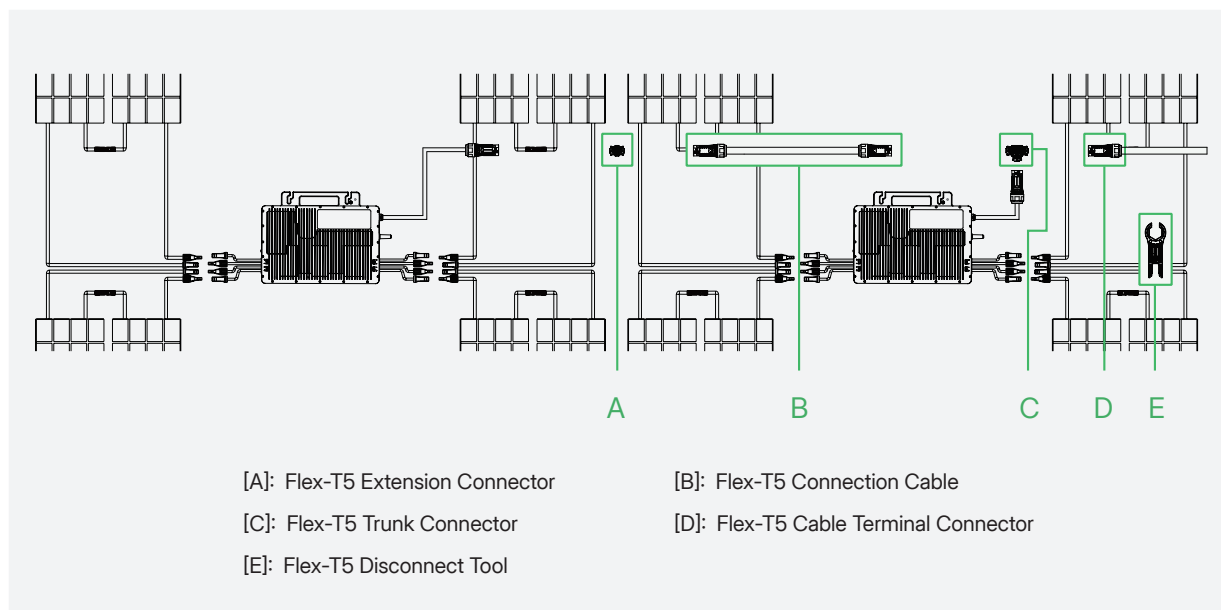 A B C D E
[A]: Flex-T5 Extension Connector [B]: Flex-T5 Connection Cable
[C]: Flex-T5 Trunk Connector [D]: Flex-T5 Cable Terminal Connector
[E]: Flex-T5 Disconnect Tool